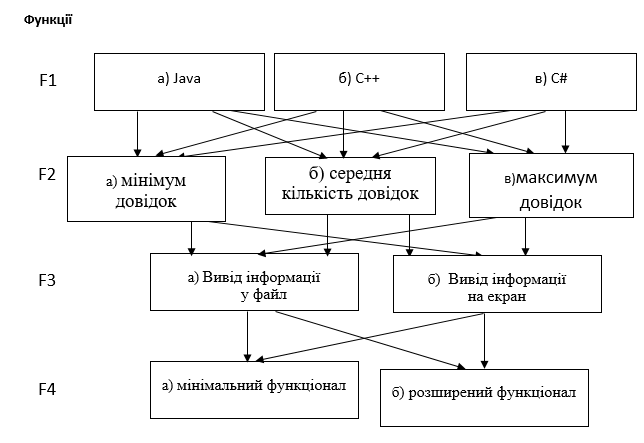 Функції
F1
а) Java
б) C++
в) C#
F2
а) мінімум
довідок
б) середня
кількість довідок
в)максимум
довідок
F3
а) Вивід інформації
у файл
б) Вивід інформації
на екран
F4
а) мінімальний функціонал
б) розширений функціонал